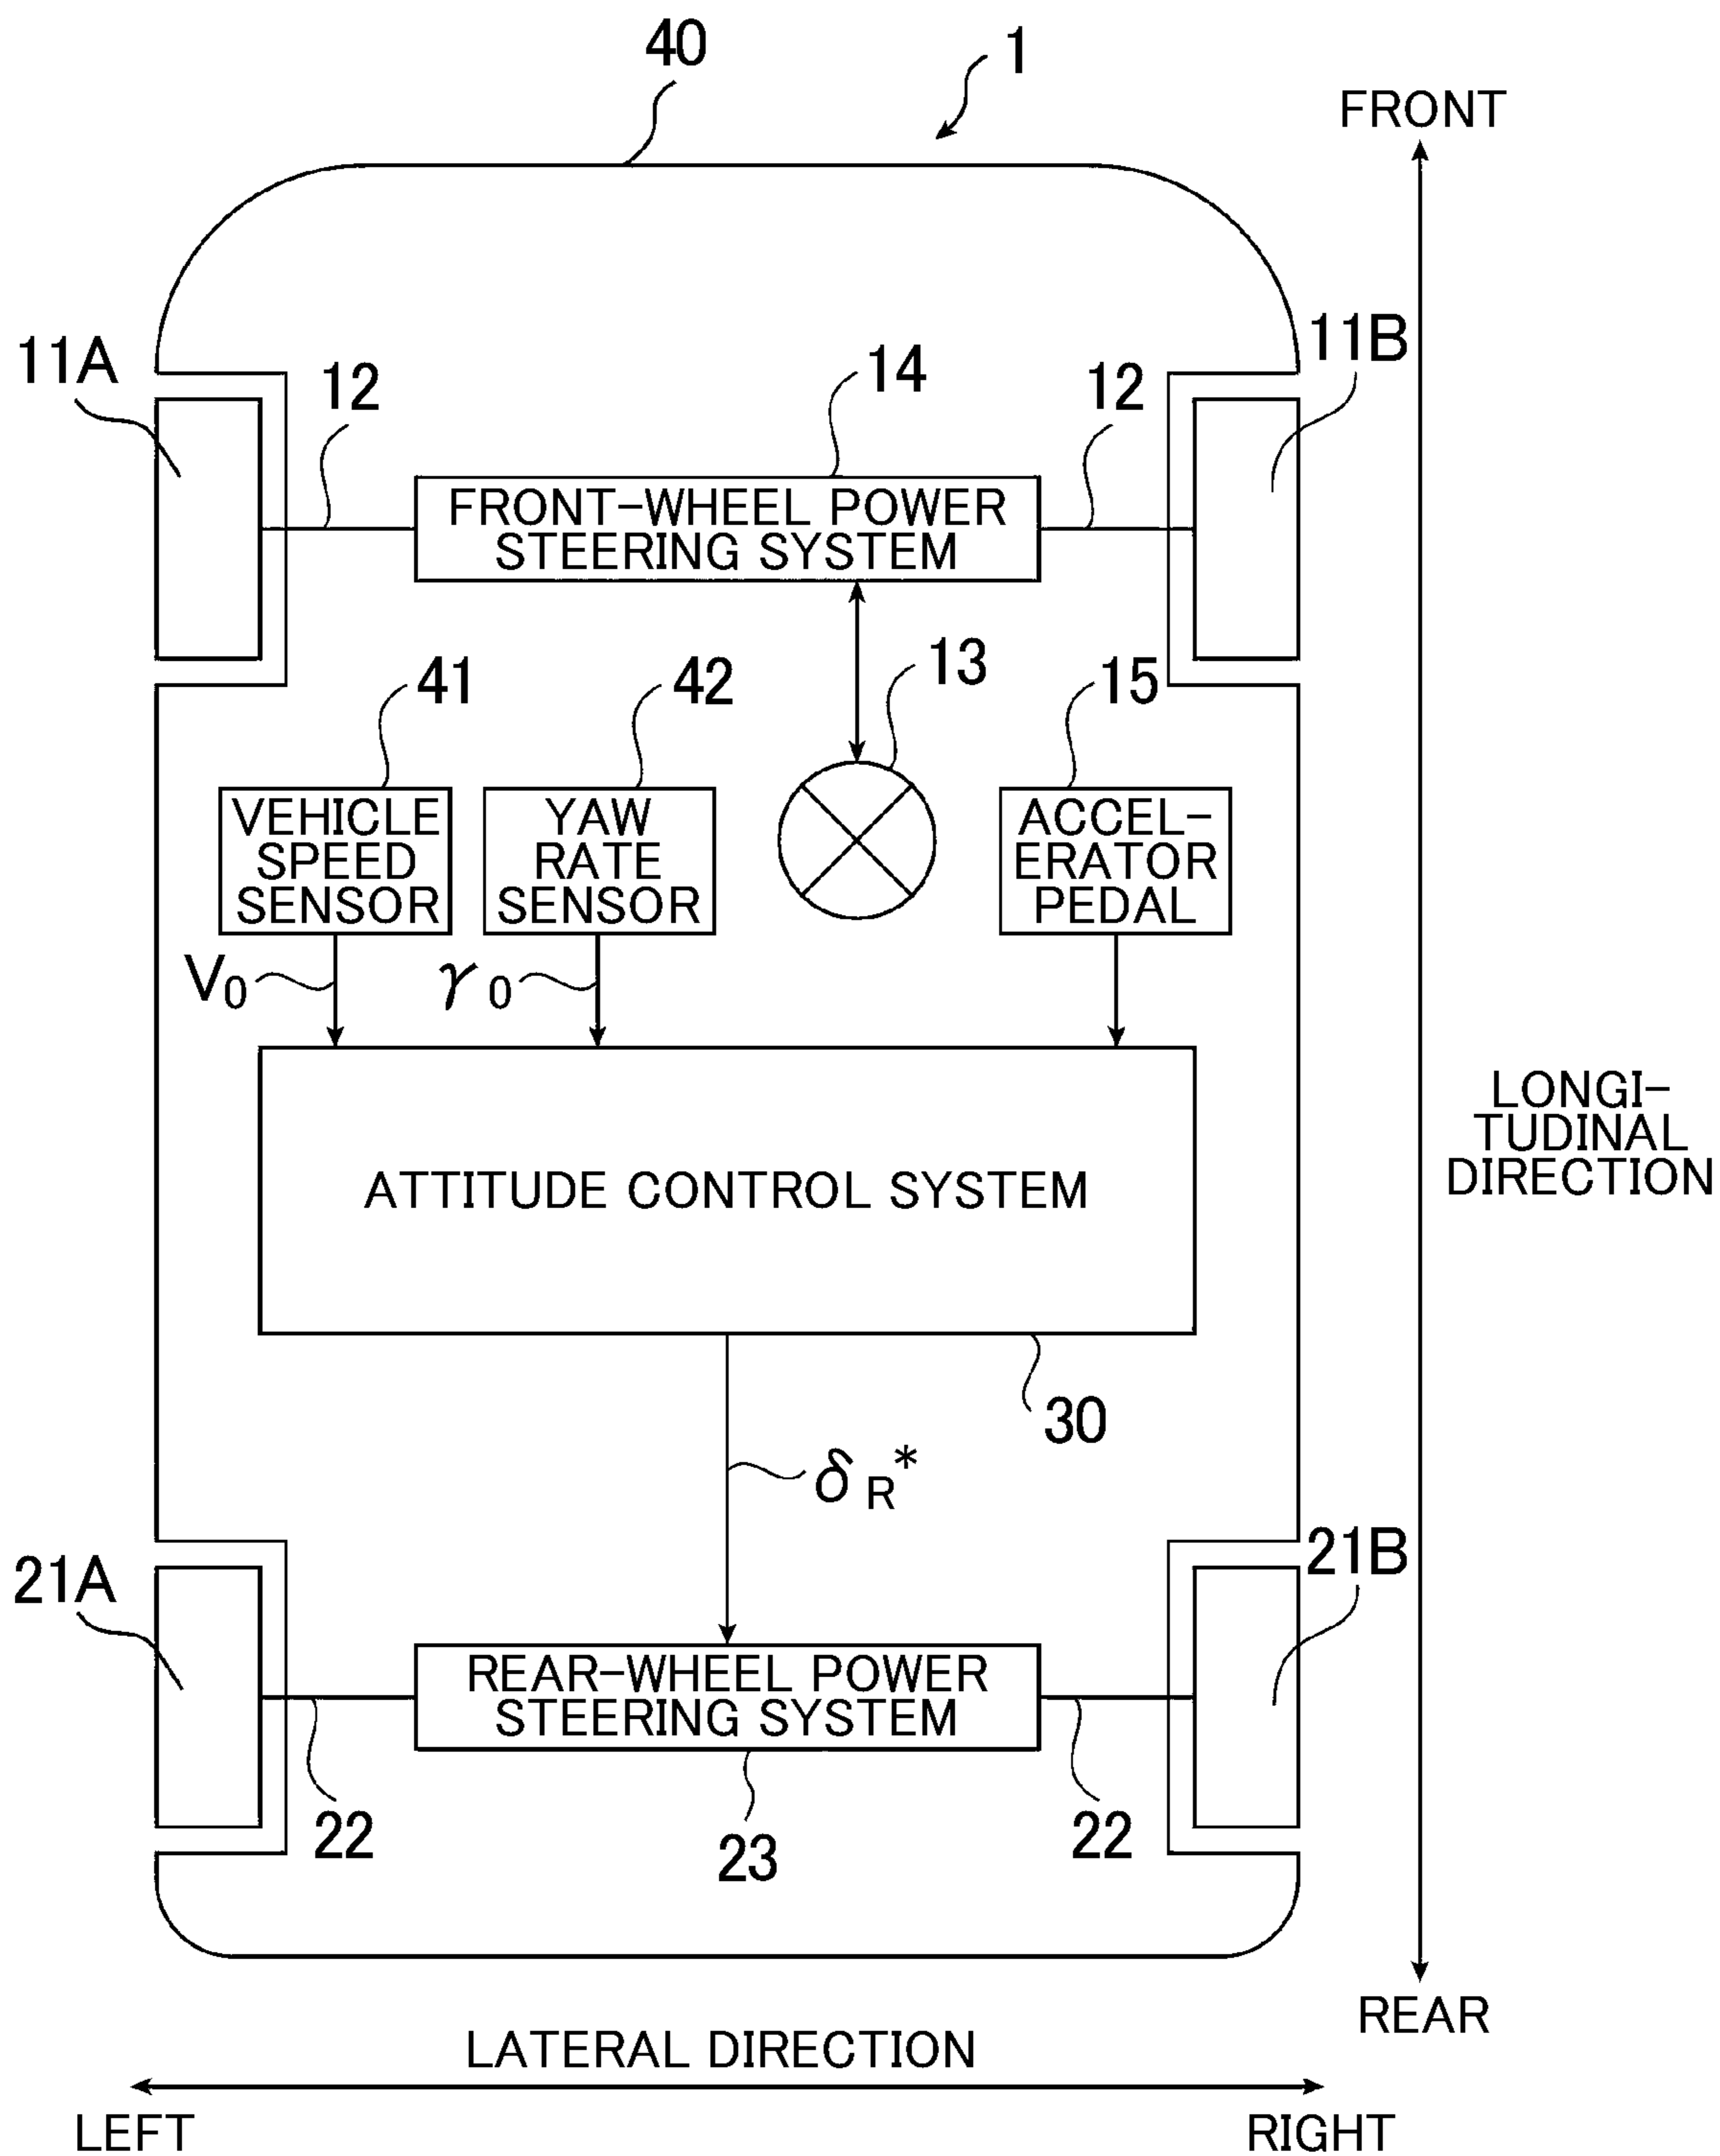 40
1
FRONT
11A
12
14
12
11B
FRONT-WHEEL POWER
STEERING SYSTEM
41
42
13
15
VEHICLE
SPEED
SENSOR
YAW
RATE
SENSOR
ACCEL-
ERATOR
PEDAL
V0
γ0
ATTITUDE CONTROL SYSTEM
LONGI-
TUDINAL
DIRECTION
30
δR*
21A
21B
REAR-WHEEL POWER
STEERING SYSTEM
22
23
22
REAR
LATERAL DIRECTION
LEFT
RIGHT